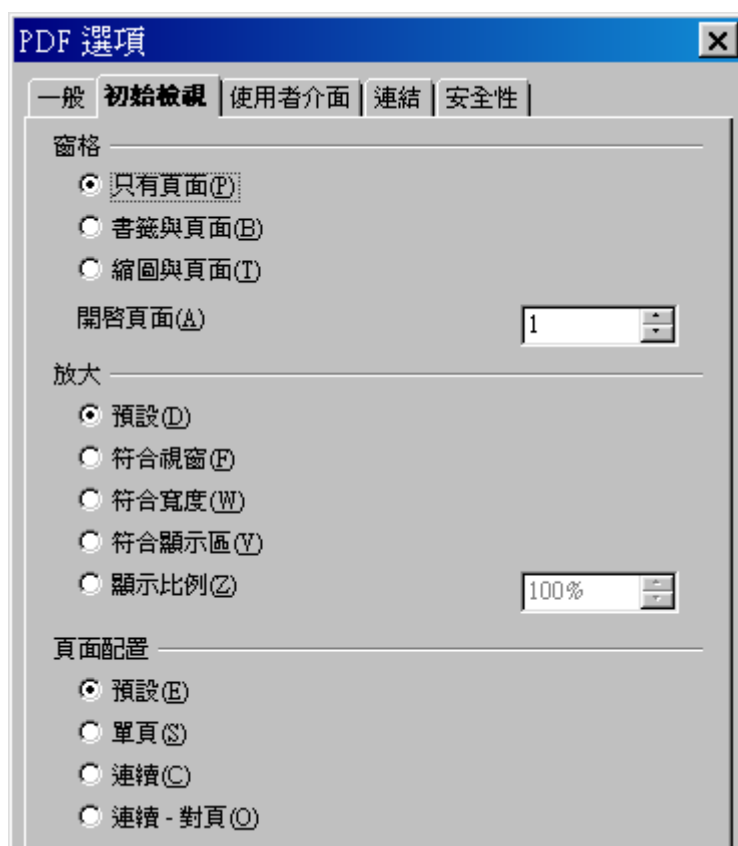 PDF 選項
一般 初始檢視 使用者介面 連結 安全性
窗格
只有頁面(P)
書籤與頁面(B)
縮圖與頁面(T)
開啓頁面(A) 1
放大
預設(D)
符合視窗(F)
符合寬度(W)
符合顯示區(V)
顯示比例(Z) 100%
頁面配置
預設(E)
單頁(S)
連續(C)
連續 - 對頁(O)